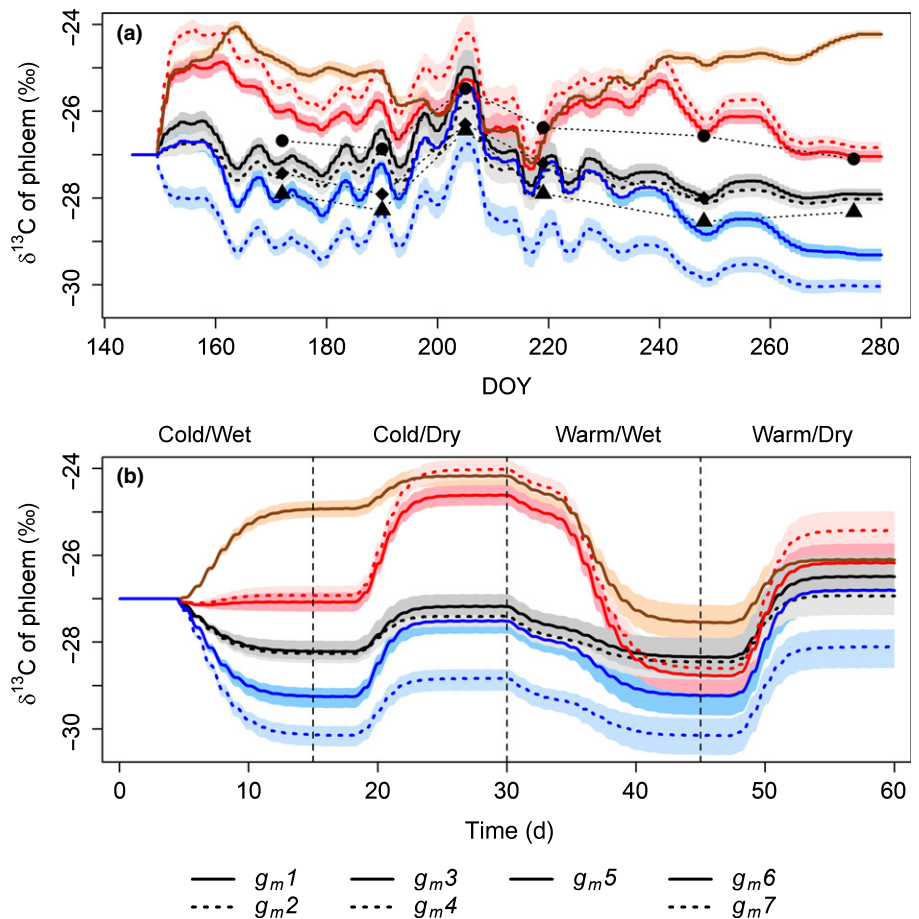 (a)
δ¹³C of phloem (‰)
−24
−26
−28
−30
140 160 180 200 220 240 260 280
DOY
Cold/Wet Cold/Dry Warm/Wet Warm/Dry
(b)
δ¹³C of phloem (‰)
−24
−26
−28
−30
0 10 20 30 40 50 60
Time (d)
gₘ1 gₘ3 gₘ5 gₘ6
gₘ2 gₘ4 gₘ7